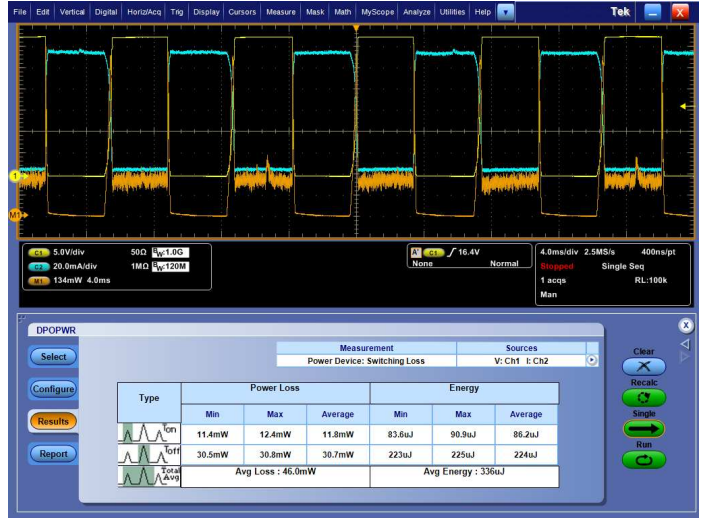 File Edit Vertical Digital Horiz/Acq Trig Display Cursors Measure Mask Math MyScope Analyze Utilities Help Tek X
1
M1
C1 5.0V/div 50Ω BW:1.0G
C2 20.0mA/div 1MΩ BW:120M
M1 134mW 4.0ms
A' C1 / 16.4V
None Normal
4.0ms/div 2.5MS/s 400ns/pt
Stopped Single Seq
1 acqs RL:100k
Man
DPOPWR
X
Select
Configure
Results
Report
Measurement Sources
Power Device: Switching Loss V: Ch1 I: Ch2
Type Power Loss Energy
Min Max Average Min Max Average
Ton 11.4mW 12.4mW 11.8mW 83.6uJ 90.9uJ 86.2uJ
Toff 30.5mW 30.8mW 30.7mW 223uJ 225uJ 224uJ
Total Avg Avg Loss : 46.0mW Avg Energy : 336uJ
Clear
Recalc
Single
Run